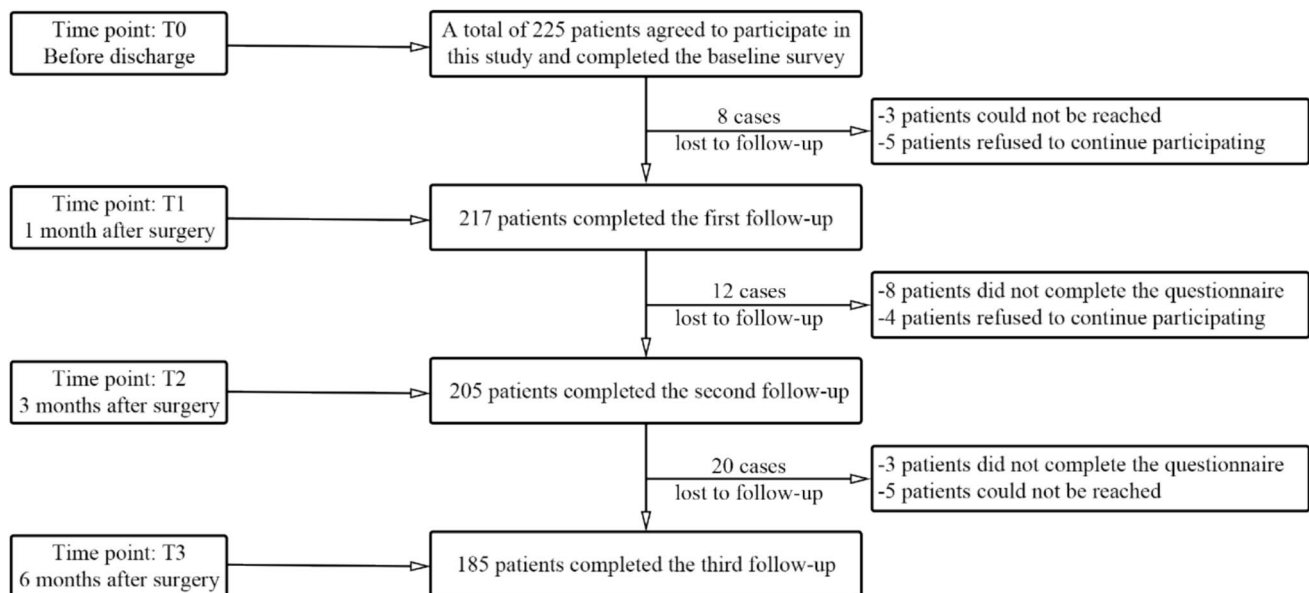 Time point: T0
Before discharge
A total of 225 patients agreed to participate in
this study and completed the baseline survey
8 cases
lost to follow-up
-3 patients could not be reached
-5 patients refused to continue participating
Time point: T1
1 month after surgery
217 patients completed the first follow-up
12 cases
lost to follow-up
-8 patients did not complete the questionnaire
-4 patients refused to continue participating
Time point: T2
3 months after surgery
205 patients completed the second follow-up
20 cases
lost to follow-up
-3 patients did not complete the questionnaire
-5 patients could not be reached
Time point: T3
6 months after surgery
185 patients completed the third follow-up